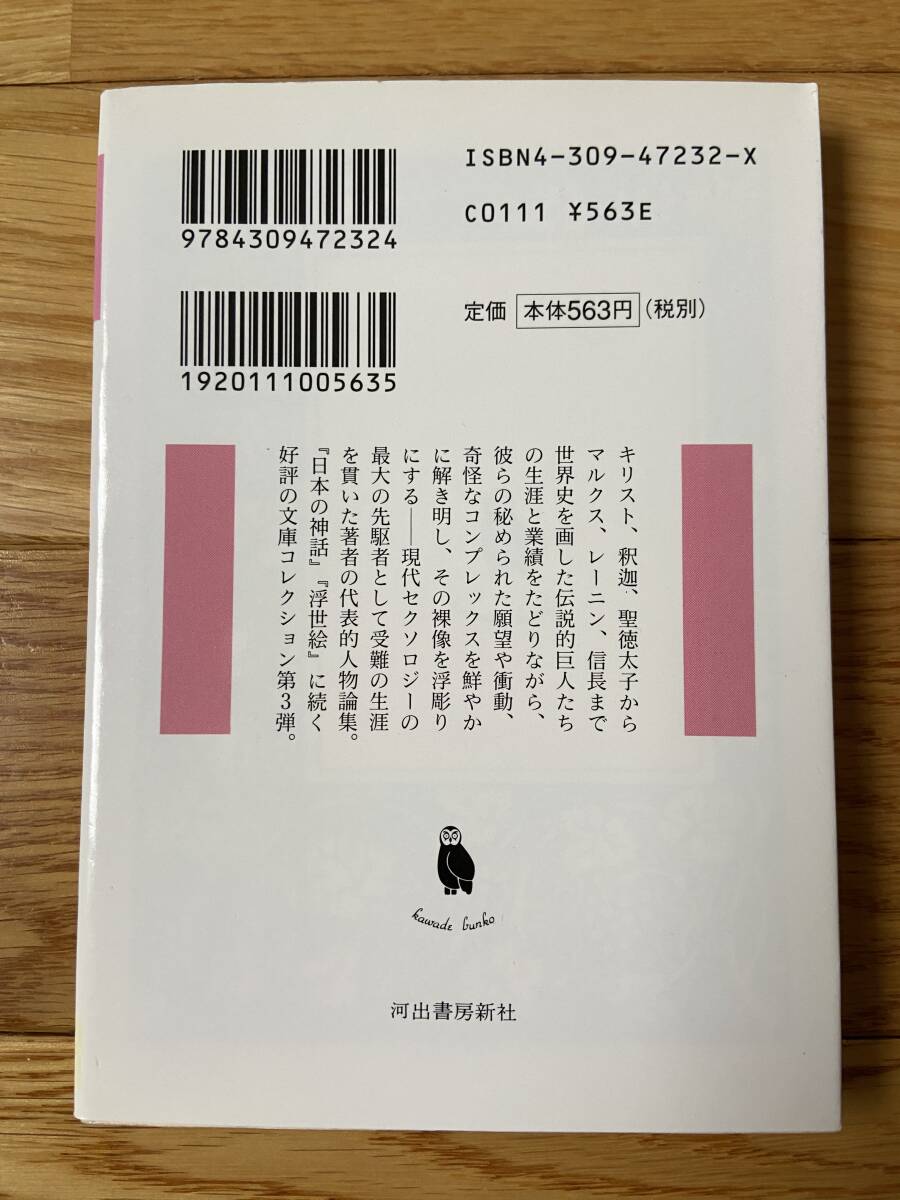 ISBN4-309-47232-X
C0111 ¥563E
9784309472324
定価 本体563円(税別)
1920111005635
キリスト、釈迦、聖徳太子から
マルクス、レーニン、信長まで
世界史を画した伝説的巨人たち
の生涯と業績をたどりながら、
彼らの秘められた願望や衝動、
奇怪なコンプレックスを鮮やか
に解き明し、その裸像を浮彫り
にする——現代セクソロジーの
最大の先駆者として受難の生涯
を貫いた著者の代表的人物論集。
『日本の神話』『浮世絵』に続く
好評の文庫コレクション第3弾。
kawade bunko
河出書房新社